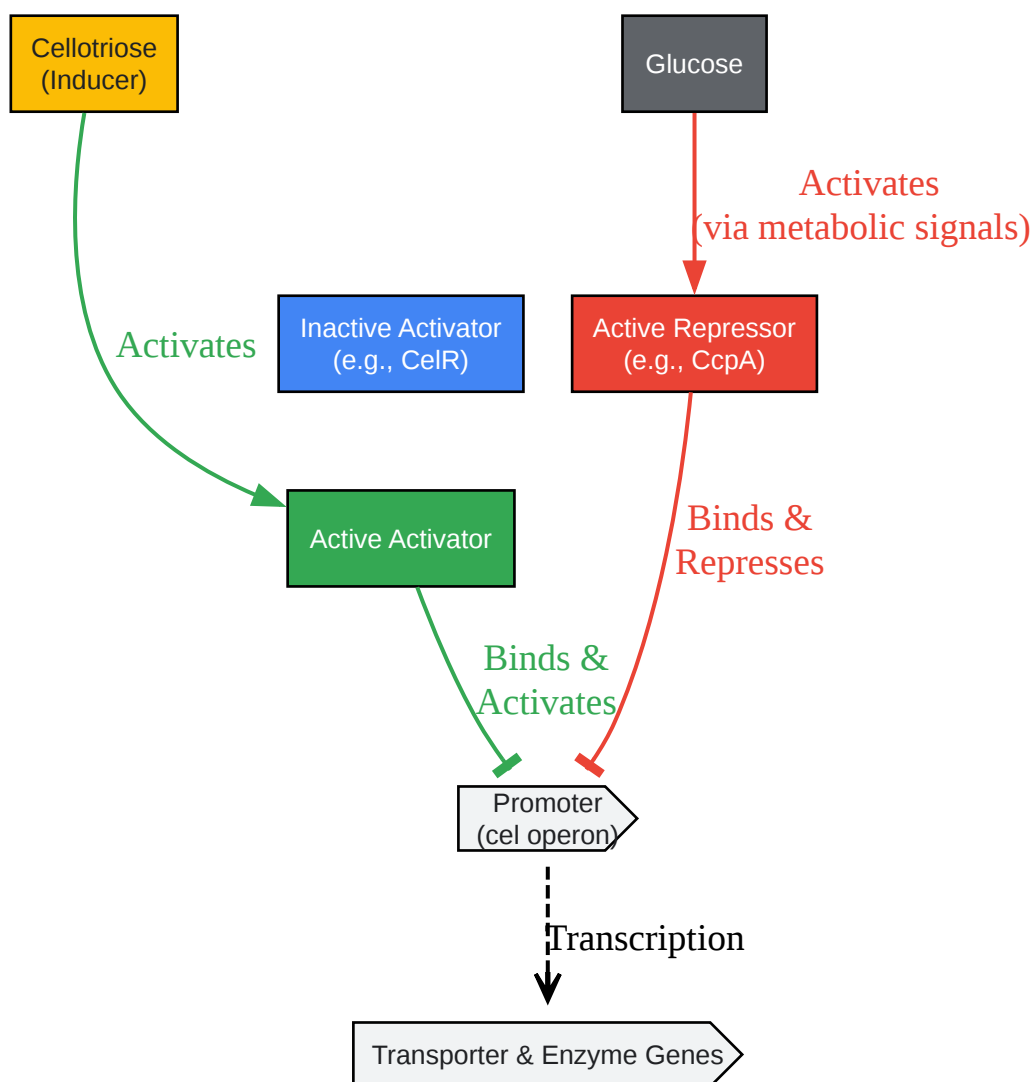 Cellotriose
(Inducer)
Glucose
Activates
(via metabolic signals)
Inactive Activator
(e.g., CelR)
Active Repressor
(e.g., CcpA)
Activates
Active Activator
Binds &
Represses
Binds &
Activates
Promoter
(cel operon)
Transcription
Transporter & Enzyme Genes